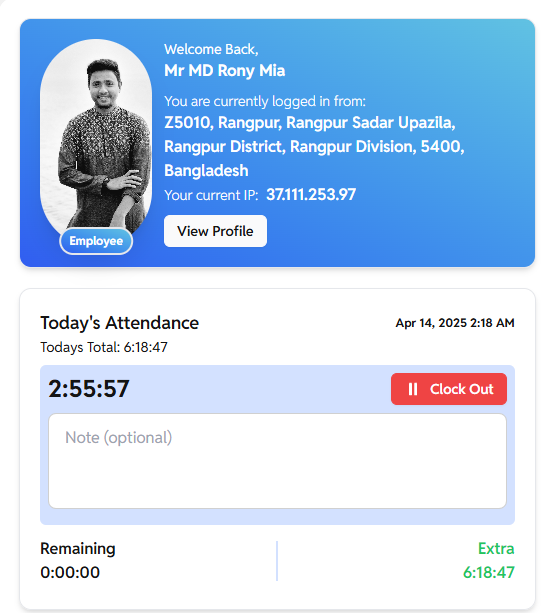 Welcome Back,
Mr MD Rony Mia
You are currently logged in from:
Z5010, Rangpur, Rangpur Sadar Upazila,
Rangpur District, Rangpur Division, 5400,
Bangladesh
Your current IP: 37.111.253.97
Employee
View Profile
Today's Attendance
Apr 14, 2025 2:18 AM
Todays Total: 6:18:47
2:55:57
Clock Out
Note (optional)
Remaining
0:00:00
Extra
6:18:47